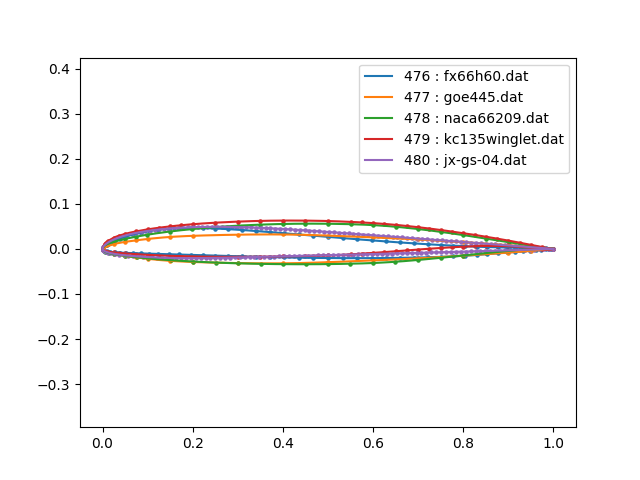 0.4
0.3
0.2
0.1
0.0
−0.1
−0.2
−0.3
0.0 0.2 0.4 0.6 0.8 1.0
476 : fx66h60.dat
477 : goe445.dat
478 : naca66209.dat
479 : kc135winglet.dat
480 : jx-gs-04.dat